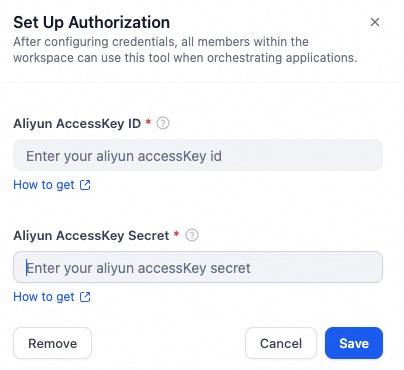 Set Up Authorization
After configuring credentials, all members within the
workspace can use this tool when orchestrating applications.
Aliyun AccessKey ID *
Enter your aliyun accessKey id
How to get
Aliyun AccessKey Secret *
Enter your aliyun accessKey secret
How to get
Remove
Cancel
Save